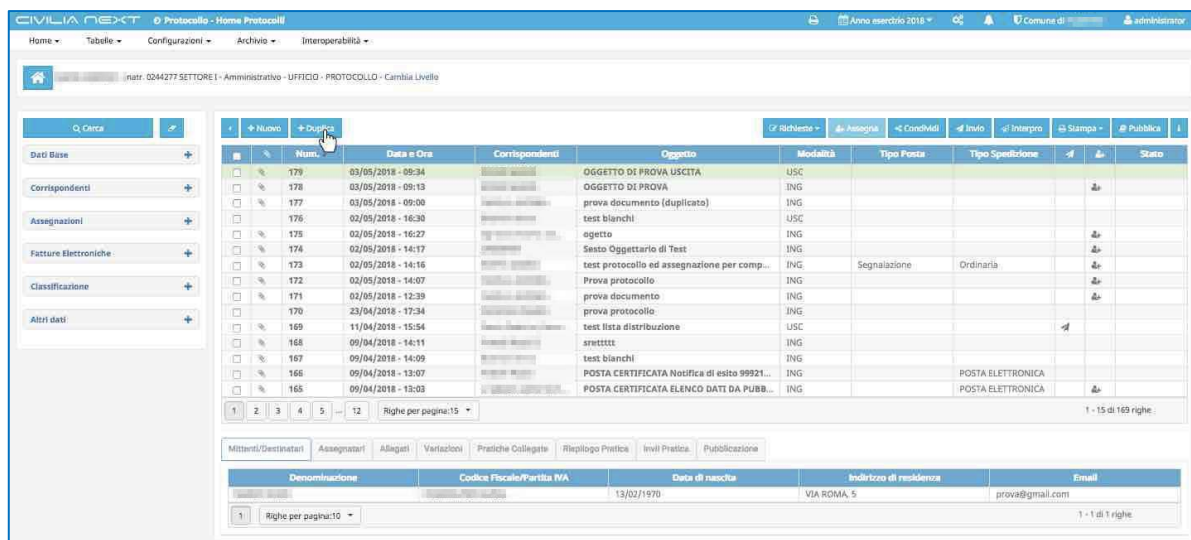 CIVILIA NEXT Protocollo - Home Protocolli Anno esercizio 2018 Comune di administrator
Home Tabelle Configurazioni Archivio Interoperabilità
matr. 0244277 SETTORE I - Amministrativo - UFFICIO - PROTOCOLLO - Cambia Livello
Cerca + Nuovo + Duplica Richieste Assegna Condividi Invio Interpro Stampa Pubblica
Dati Base
Corrispondenti
Assegnazioni
Fatture Elettroniche
Classificazione
Altri dati
Num. Data e Ora Corrispondenti Oggetto Modalità Tipo Posta Tipo Spedizione Stato
179 03/05/2018 - 09:34 OGGETTO DI PROVA USCITA USC
178 03/05/2018 - 09:13 OGGETTO DI PROVA ING
177 03/05/2018 - 09:00 prova documento (duplicato) ING
176 02/05/2018 - 16:30 test bianchi USC
175 02/05/2018 - 16:27 ogetto ING
174 02/05/2018 - 14:17 Sesto Oggettario di Test ING
173 02/05/2018 - 14:16 test protocollo ed assegnazione per comp... ING Segnalazione Ordinaria
172 02/05/2018 - 14:07 Prova protocollo ING
171 02/05/2018 - 12:39 prova documento ING
170 23/04/2018 - 17:34 prova protocollo ING
169 11/04/2018 - 15:54 test lista distribuzione USC
168 09/04/2018 - 14:11 srettttt ING
167 09/04/2018 - 14:09 test bianchi ING
166 09/04/2018 - 13:07 POSTA CERTIFICATA Notifica di esito 99921... ING POSTA ELETTRONICA
165 09/04/2018 - 13:03 POSTA CERTIFICATA ELENCO DATI DA PUBB... ING POSTA ELETTRONICA
1 2 3 4 5 ... 12 Righe per pagina:15 1 - 15 di 169 righe
Mittenti/Destinatari Assegnatari Allegati Variazioni Pratiche Collegate Riepilogo Pratica Invii Pratica Pubblicazione
Denominazione Codice Fiscale/Partita IVA Data di nascita Indirizzo di residenza Email
13/02/1970 VIA ROMA, 5 prova@gmail.com
1 Righe per pagina:10 1 - 1 di 1 righe